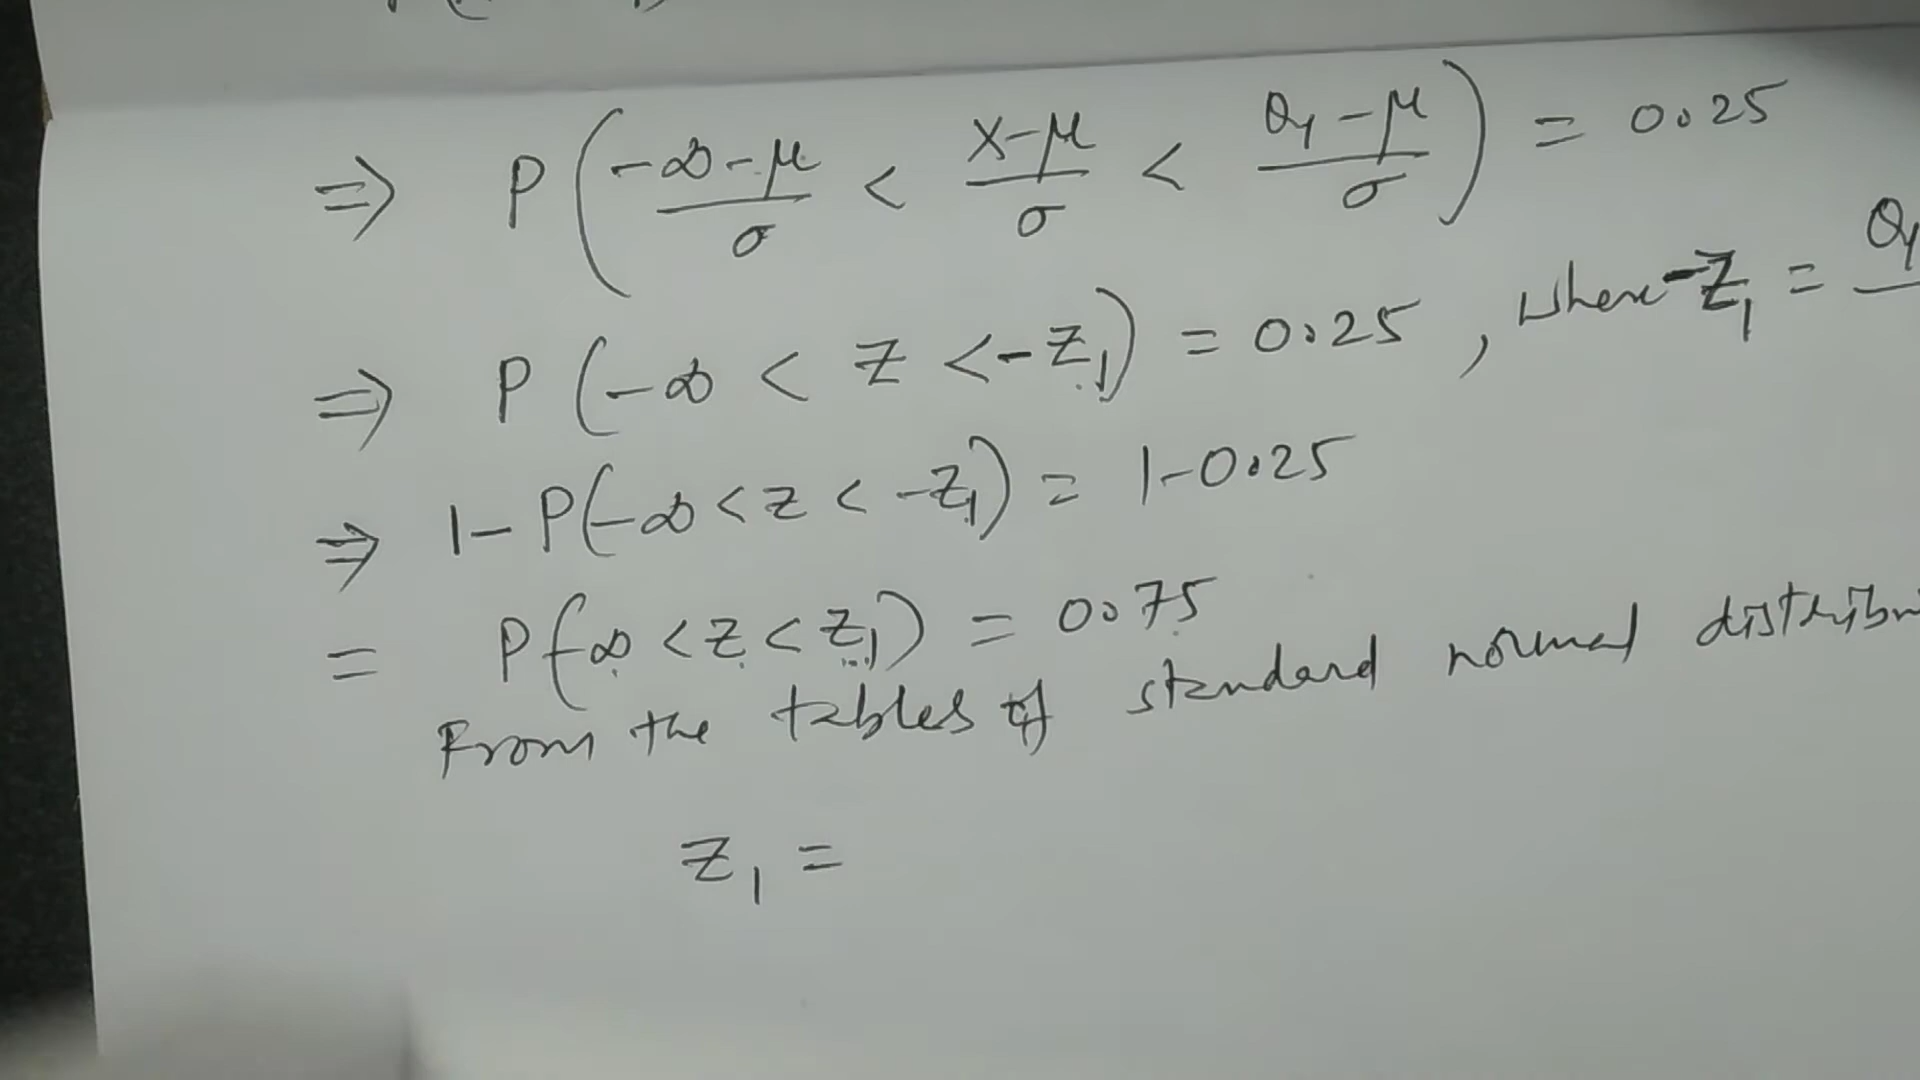 ⇒ P(-∞-μ/σ < X-μ/σ < Q1-μ/σ) = 0.25
⇒ P(-∞ < Z < -Z1) = 0.25, where -Z1 = Q1
⇒ 1-P(-∞ < Z < -Z1) = 1-0.25
= P(-∞ < Z < Z1) = 0.75
From the tables of standard normal distribu
Z1 =